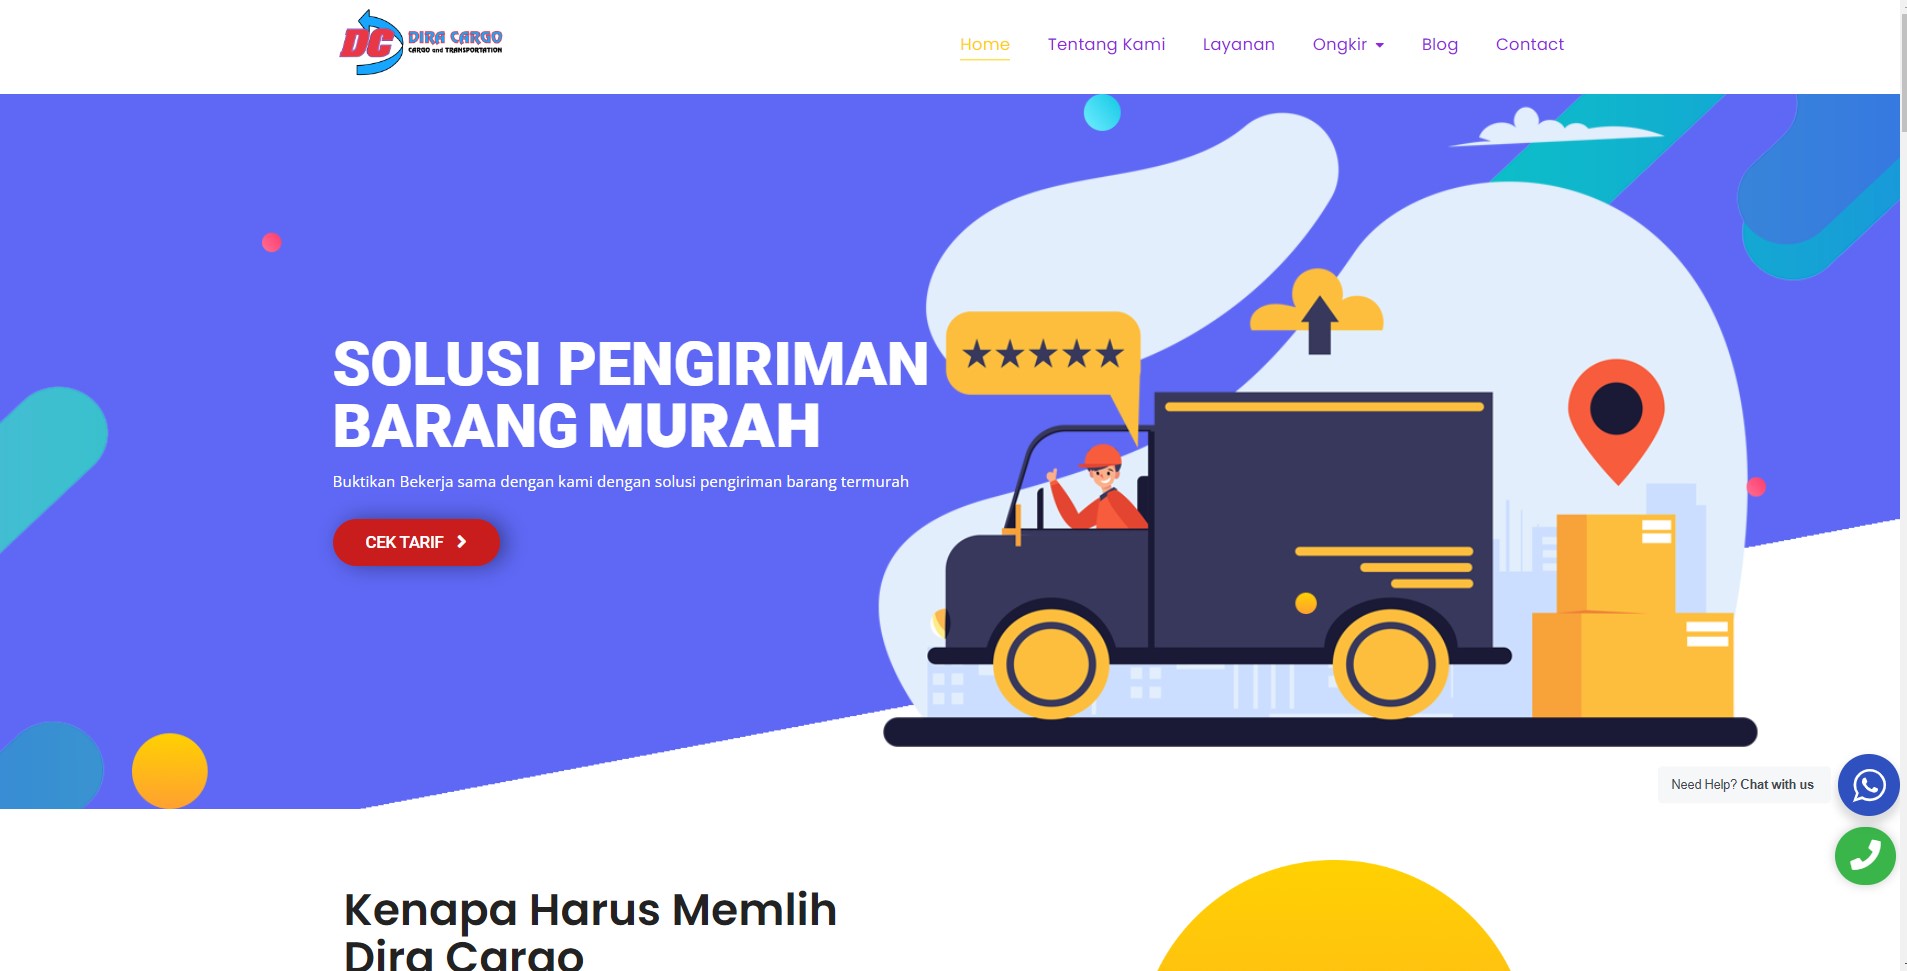 DC DIRA CARGO
CARGO and TRANSPORTATION
Home Tentang Kami Layanan Ongkir Blog Contact
SOLUSI PENGIRIMAN
BARANG MURAH
Buktikan Bekerja sama dengan kami dengan solusi pengiriman barang termurah
CEK TARIF
Need Help? Chat with us
Kenapa Harus Memlih
Dira Cargo